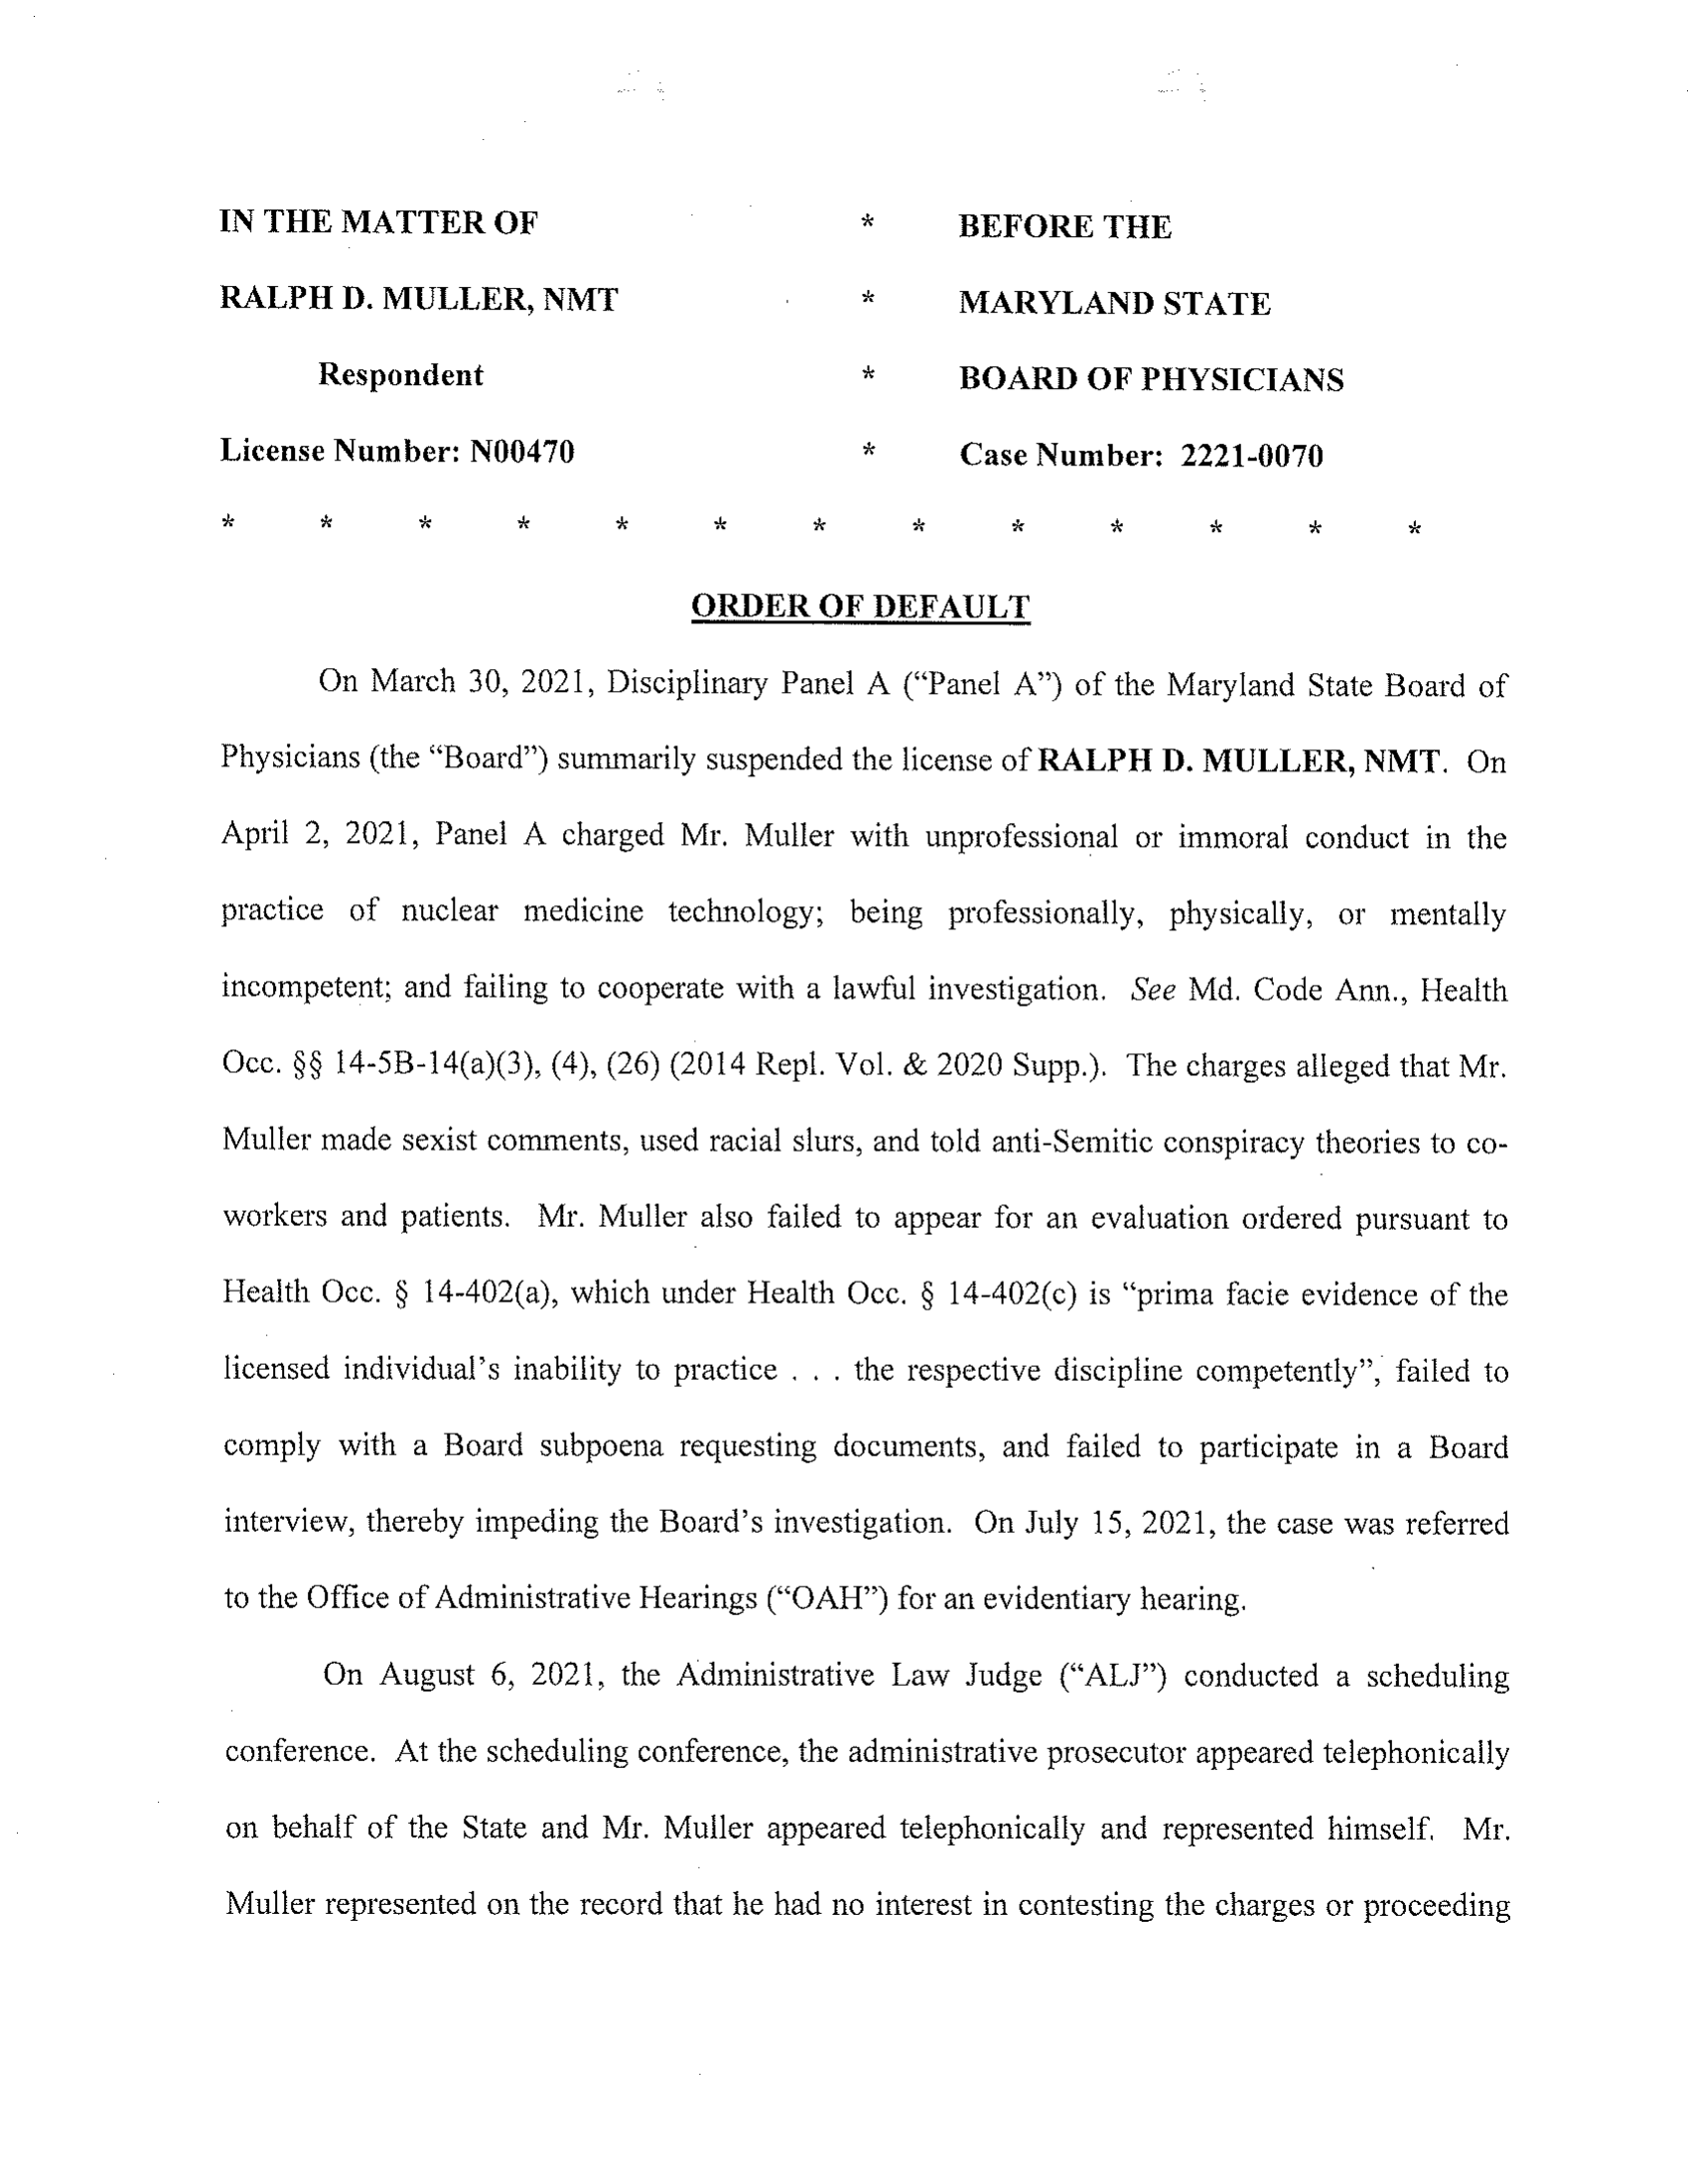 IN THE MATTER OF * BEFORE THE
RALPH D. MULLER, NMT * MARYLAND STATE
Respondent * BOARD OF PHYSICIANS
License Number: N00470 * Case Number: 2221-0070
* * * * * * * * * * * * *
ORDER OF DEFAULT
On March 30, 2021, Disciplinary Panel A (“Panel A”) of the Maryland State Board of
Physicians (the “Board”) summarily suspended the license of RALPH D. MULLER, NMT. On
April 2, 2021, Panel A charged Mr. Muller with unprofessional or immoral conduct in the
practice of nuclear medicine technology; being professionally, physically, or mentally
incompetent; and failing to cooperate with a lawful investigation. See Md. Code Ann., Health
Occ. §§ 14-5B-14(a)(3), (4), (26) (2014 Repl. Vol. & 2020 Supp.). The charges alleged that Mr.
Muller made sexist comments, used racial slurs, and told anti-Semitic conspiracy theories to co-
workers and patients. Mr. Muller also failed to appear for an evaluation ordered pursuant to
Health Occ. § 14-402(a), which under Health Occ. § 14-402(c) is “prima facie evidence of the
licensed individual’s inability to practice . . . the respective discipline competently”, failed to
comply with a Board subpoena requesting documents, and failed to participate in a Board
interview, thereby impeding the Board’s investigation. On July 15, 2021, the case was referred
to the Office of Administrative Hearings (“OAH”) for an evidentiary hearing.
On August 6, 2021, the Administrative Law Judge (“ALJ”) conducted a scheduling
conference. At the scheduling conference, the administrative prosecutor appeared telephonically
on behalf of the State and Mr. Muller appeared telephonically and represented himself. Mr.
Muller represented on the record that he had no interest in contesting the charges or proceeding